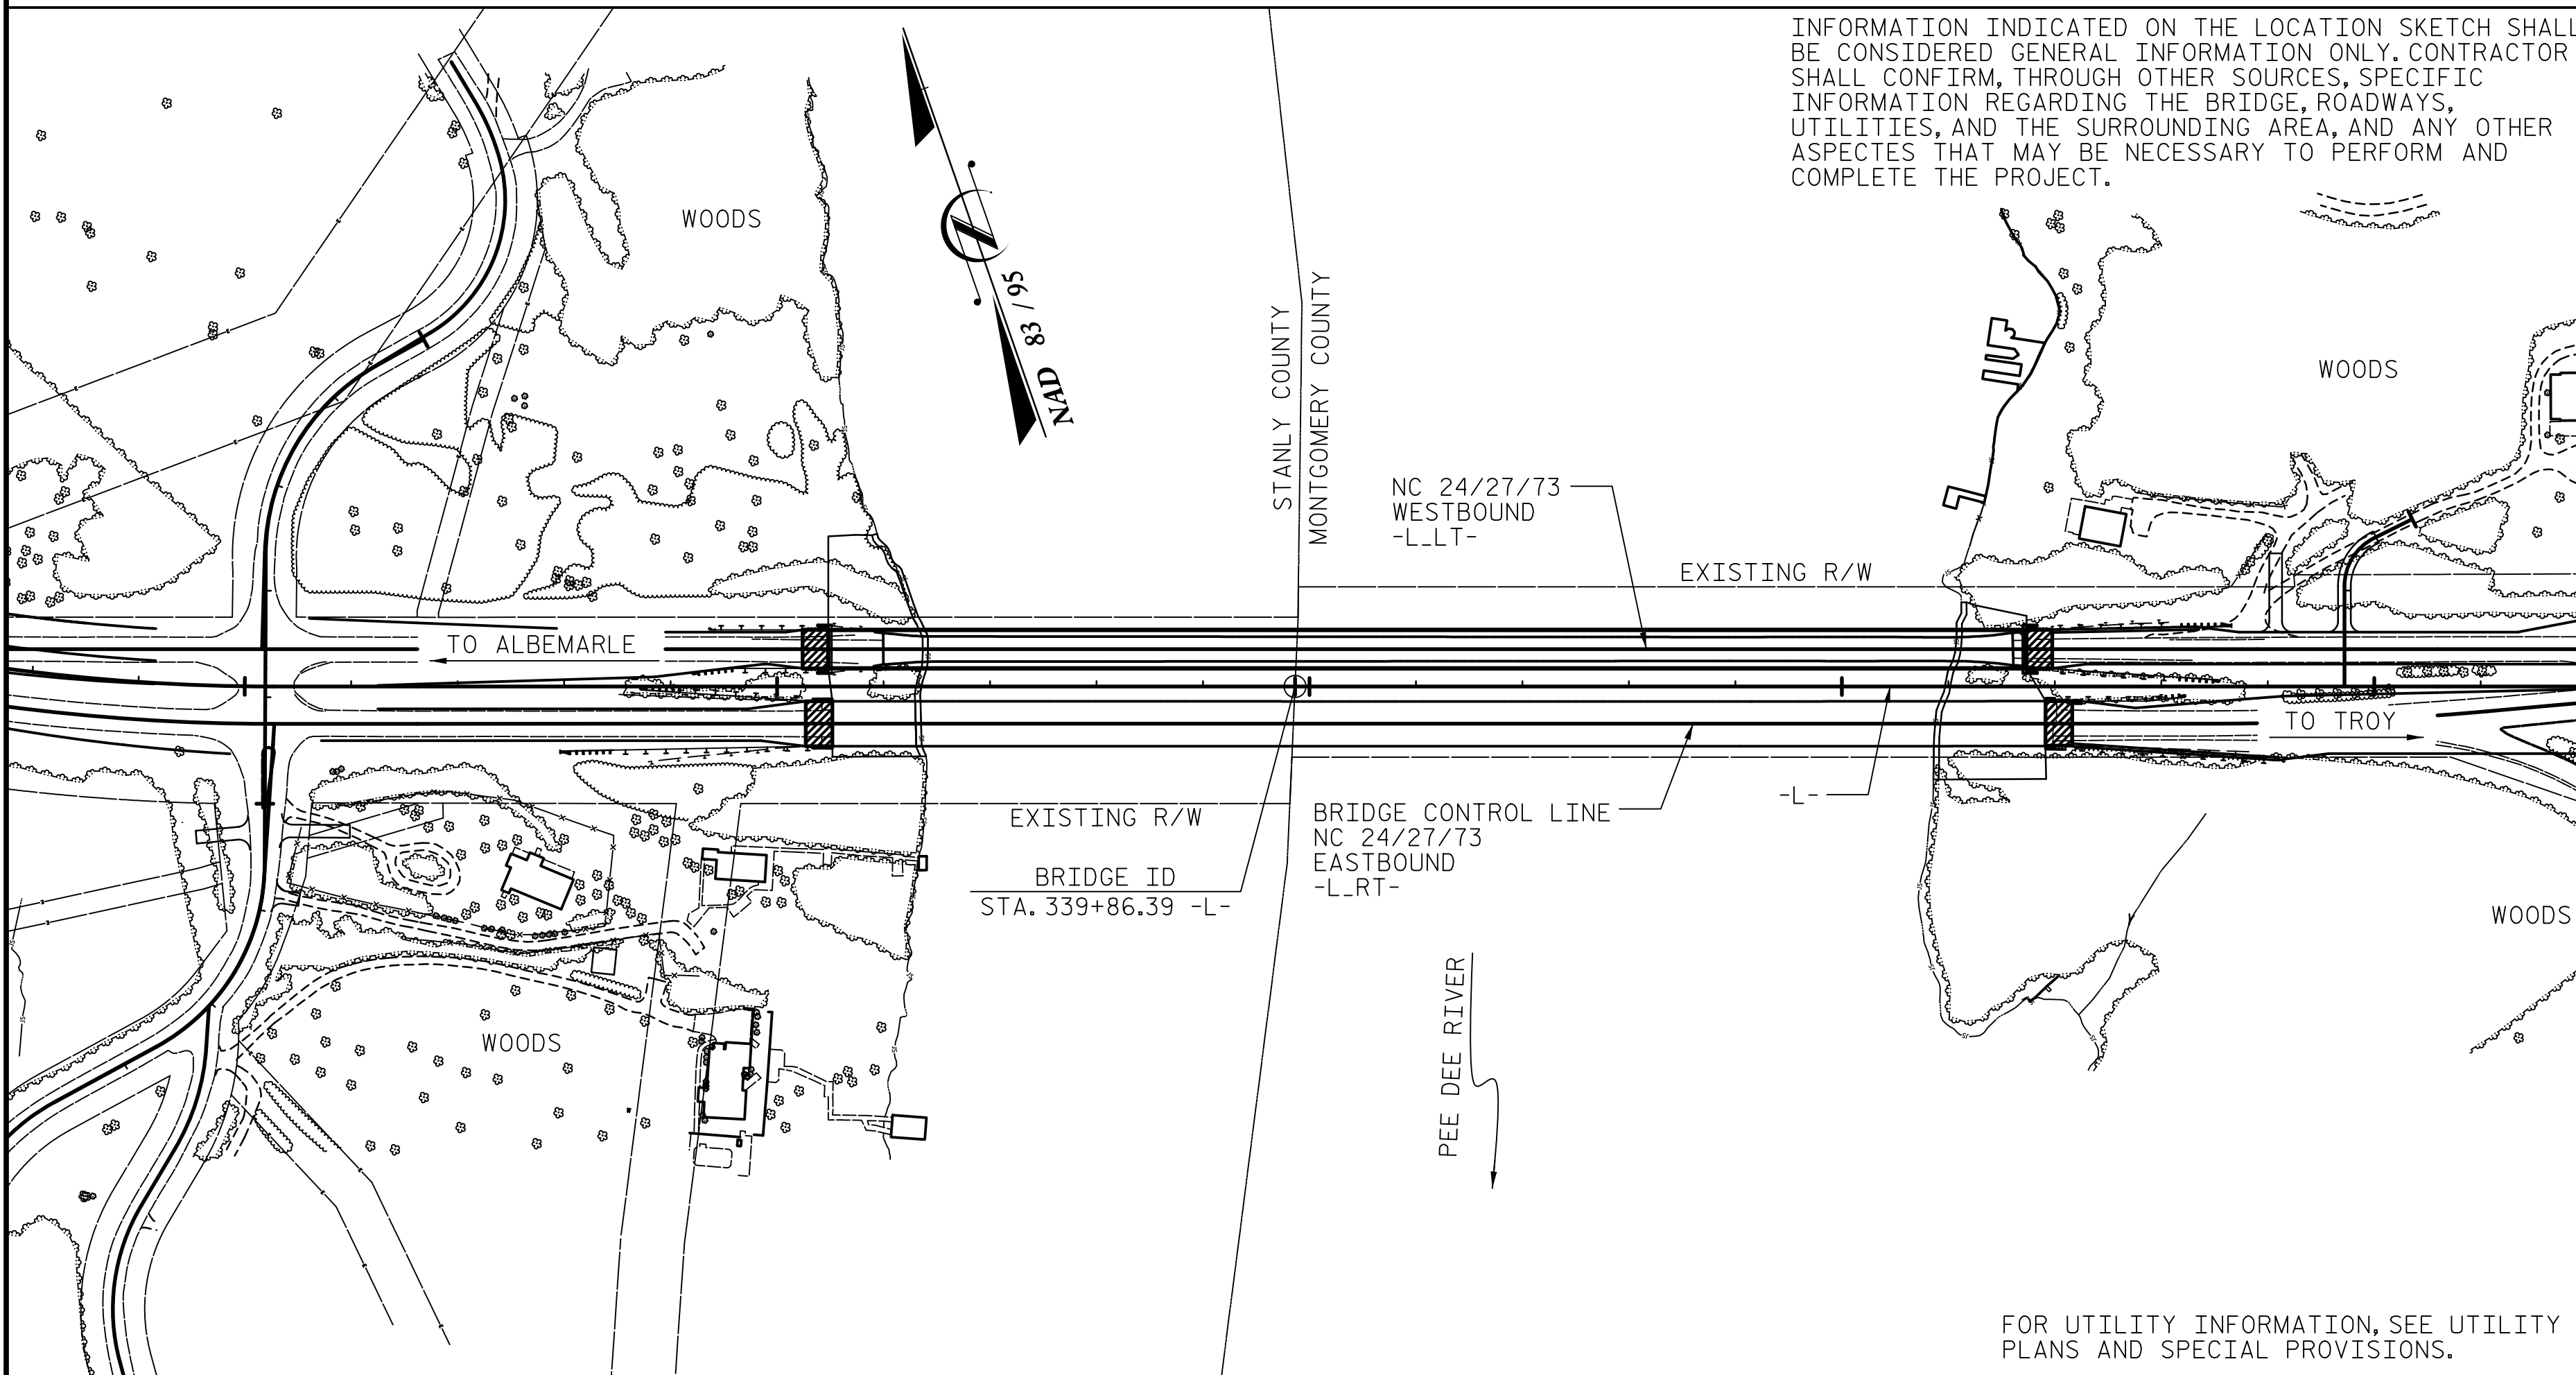 INFORMATION INDICATED ON THE LOCATION SKETCH SHALL
BE CONSIDERED GENERAL INFORMATION ONLY. CONTRACTOR
SHALL CONFIRM, THROUGH OTHER SOURCES, SPECIFIC
INFORMATION REGARDING THE BRIDGE, ROADWAYS,
UTILITIES, AND THE SURROUNDING AREA, AND ANY OTHER
ASPECTES THAT MAY BE NECESSARY TO PERFORM AND
COMPLETE THE PROJECT.
WOODS
NAD 83 / 95
STANLY COUNTY
MONTGOMERY COUNTY
WOODS
NC 24/27/73
WESTBOUND
-L_LT-
EXISTING R/W
TO ALBEMARLE
TO TROY
EXISTING R/W
BRIDGE CONTROL LINE
NC 24/27/73
EASTBOUND
-L_RT-
-L-
BRIDGE ID
STA. 339+86.39 -L-
WOODS
WOODS
PEE DEE RIVER
FOR UTILITY INFORMATION, SEE UTILITY
PLANS AND SPECIAL PROVISIONS.